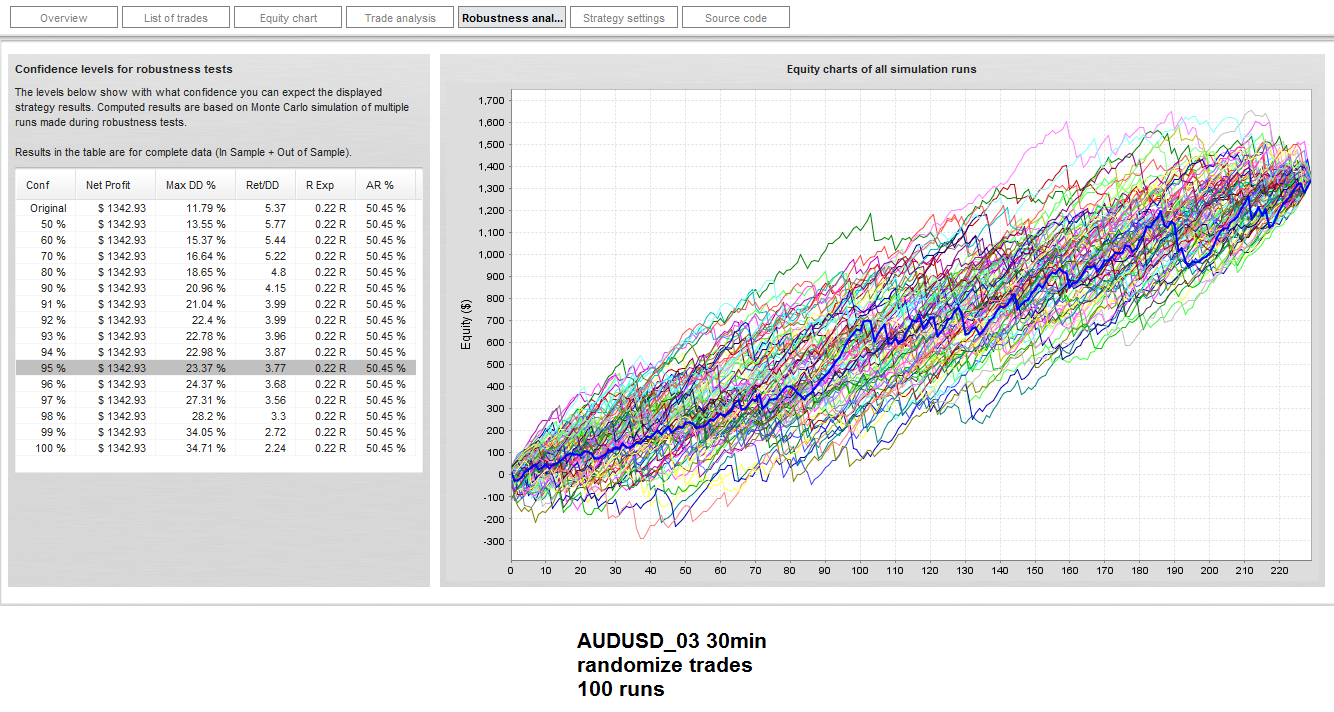 Overview List of trades Equity chart Trade analysis Robustness anal... Strategy settings Source code
Confidence levels for robustness tests
The levels below show with what confidence you can expect the displayed
strategy results. Computed results are based on Monte Carlo simulation of multiple
runs made during robustness tests.
Results in the table are for complete data (In Sample + Out of Sample).
Conf Net Profit Max DD % Ret/DD R Exp AR %
Original $ 1342.93 11.79 % 5.37 0.22 R 50.45 %
50 % $ 1342.93 13.55 % 5.77 0.22 R 50.45 %
60 % $ 1342.93 15.37 % 5.44 0.22 R 50.45 %
70 % $ 1342.93 16.64 % 5.22 0.22 R 50.45 %
80 % $ 1342.93 18.65 % 4.8 0.22 R 50.45 %
90 % $ 1342.93 20.96 % 4.15 0.22 R 50.45 %
91 % $ 1342.93 21.04 % 3.99 0.22 R 50.45 %
92 % $ 1342.93 22.4 % 3.99 0.22 R 50.45 %
93 % $ 1342.93 22.78 % 3.96 0.22 R 50.45 %
94 % $ 1342.93 22.98 % 3.87 0.22 R 50.45 %
95 % $ 1342.93 23.37 % 3.77 0.22 R 50.45 %
96 % $ 1342.93 24.37 % 3.68 0.22 R 50.45 %
97 % $ 1342.93 27.31 % 3.56 0.22 R 50.45 %
98 % $ 1342.93 28.2 % 3.3 0.22 R 50.45 %
99 % $ 1342.93 34.05 % 2.72 0.22 R 50.45 %
100 % $ 1342.93 34.71 % 2.24 0.22 R 50.45 %
Equity charts of all simulation runs
Equity ($)
1,700
1,600
1,500
1,400
1,300
1,200
1,100
1,000
900
800
700
600
500
400
300
200
100
0
-100
-200
-300
0 10 20 30 40 50 60 70 80 90 100 110 120 130 140 150 160 170 180 190 200 210 220
AUDUSD_03 30min
randomize trades
100 runs